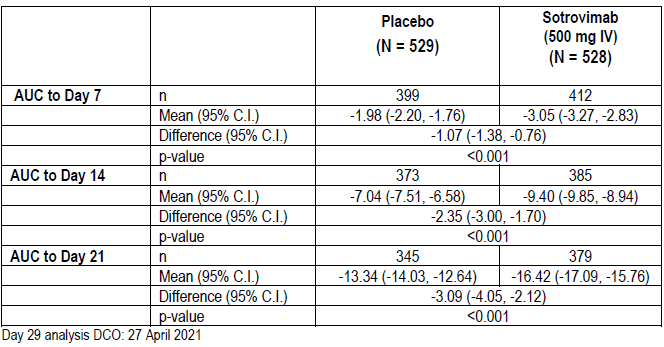 Placebo
(N = 529)
Sotrovimab
(500 mg IV)
(N = 528)
AUC to Day 7 n 399 412
Mean (95% C.I.) -1.98 (-2.20, -1.76) -3.05 (-3.27, -2.83)
Difference (95% C.I.) -1.07 (-1.38, -0.76)
p-value <0.001
AUC to Day 14 n 373 385
Mean (95% C.I.) -7.04 (-7.51, -6.58) -9.40 (-9.85, -8.94)
Difference (95% C.I.) -2.35 (-3.00, -1.70)
p-value <0.001
AUC to Day 21 n 345 379
Mean (95% C.I.) -13.34 (-14.03, -12.64) -16.42 (-17.09, -15.76)
Difference (95% C.I.) -3.09 (-4.05, -2.12)
p-value <0.001
Day 29 analysis DCO: 27 April 2021